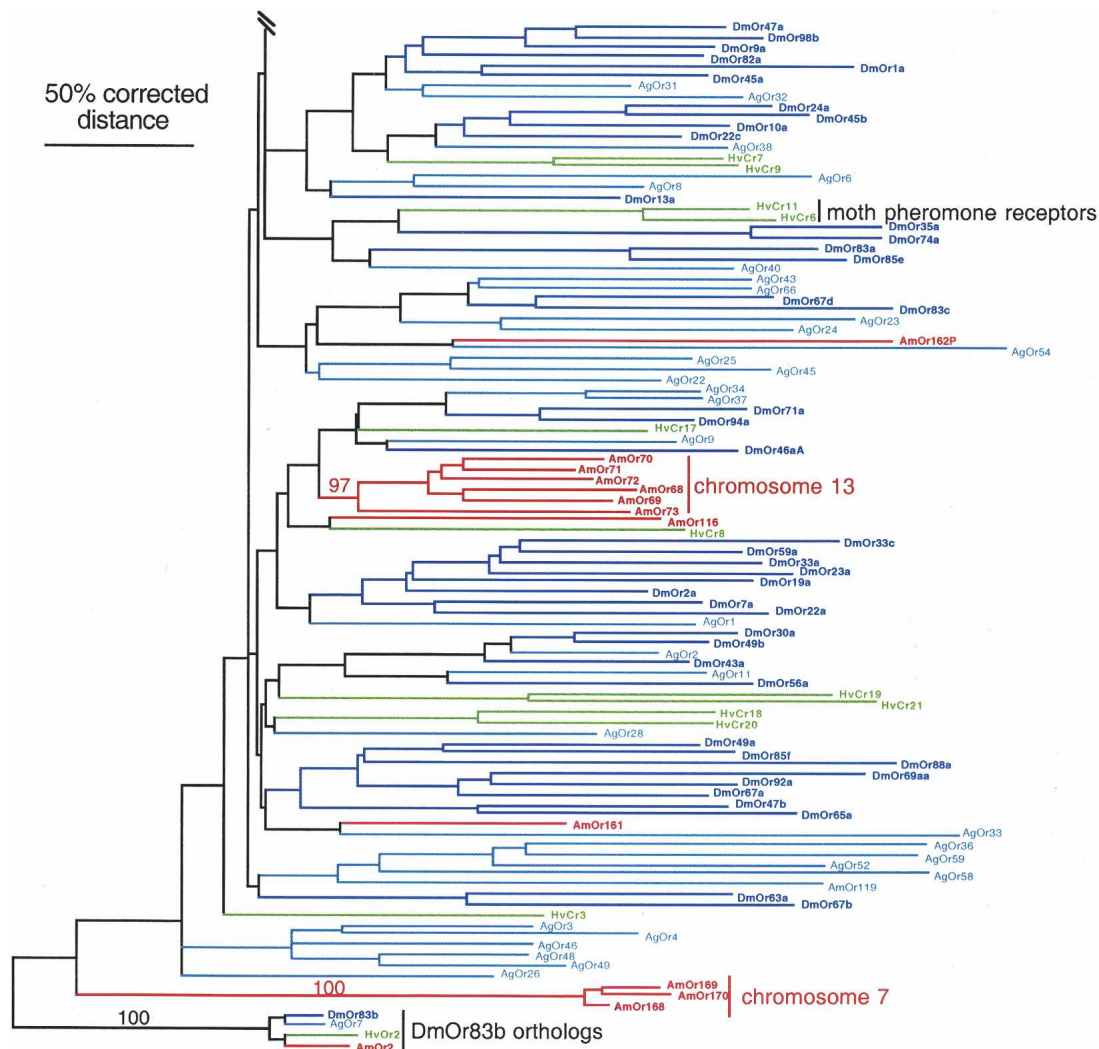 DmOr47a
DmOr98b
DmOr9a
DmOr82a
DmOr1a
DmOr45a
AgOr31
AgOr32
50% corrected
distance
DmOr24a
DmOr45b
DmOr10a
DmOr22c
AgOr38
HvCr7
HvCr9
AgOr6
AgOr8
DmOr13a
HvCr11
HvCr6
moth pheromone receptors
DmOr35a
DmOr74a
DmOr83a
DmOr85e
AgOr40
AgOr43
AgOr66
DmOr67d
DmOr83c
AgOr23
AgOr24
AmOr162P
AgOr54
AgOr25
AgOr45
AgOr22
AgOr34
AgOr37
DmOr71a
DmOr94a
HvCr17
AgOr9
DmOr46aA
AmOr70
AmOr71
AmOr72
97
AmOr68
chromosome 13
AmOr69
AmOr73
AmOr116
HvCr8
DmOr33c
DmOr59a
DmOr33a
DmOr23a
DmOr19a
DmOr2a
DmOr7a
DmOr22a
AgOr1
DmOr30a
DmOr49b
AgOr2
DmOr43a
AgOr11
DmOr56a
HvCr19
HvCr21
HvCr18
HvCr20
AgOr28
DmOr49a
DmOr85f
DmOr88a
DmOr69aa
DmOr92a
DmOr67a
DmOr47b
DmOr65a
AmOr161
AgOr33
AgOr36
AgOr59
AgOr52
AgOr58
AmOr119
DmOr63a
DmOr67b
HvCr3
AgOr3
AgOr4
AgOr46
AgOr48
AgOr49
AgOr26
100
AmOr169
AmOr170
chromosome 7
AmOr168
100
DmOr83b
AgOr7
DmOr83b orthologs
HvOr2
AmOr2